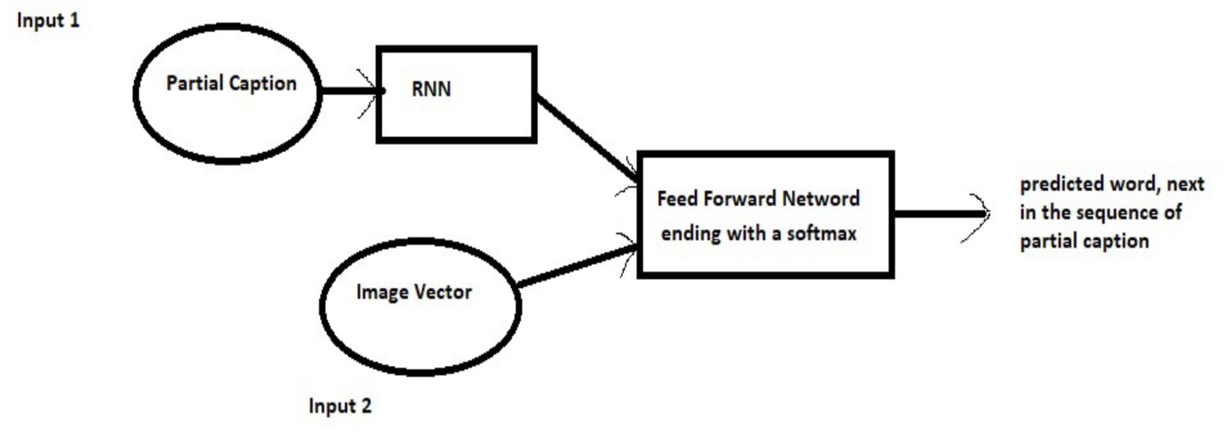 Input 1
Partial Caption
RNN
Feed Forward Netword
ending with a softmax
predicted word, next
in the sequence of
partial caption
Image Vector
Input 2